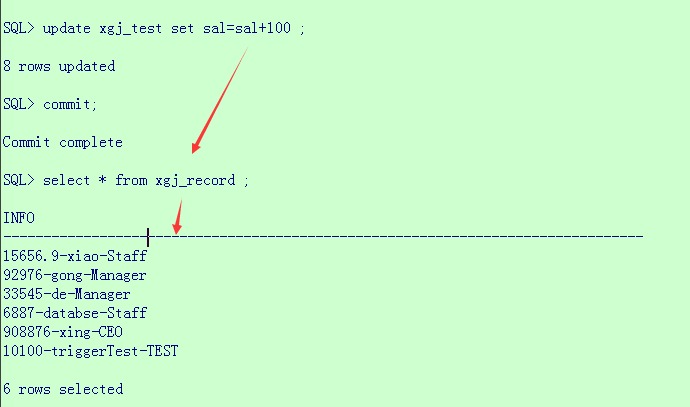 SQL> update xgj_test set sal=sal+100 ;
8 rows updated
SQL> commit;
Commit complete
SQL> select * from xgj_record ;
INFO
--------------------------------------------------------------------------------
15656.9-xiao-Staff
92976-gong-Manager
33545-de-Manager
6887-databse-Staff
908876-xing-CEO
10100-triggerTest-TEST
6 rows selected